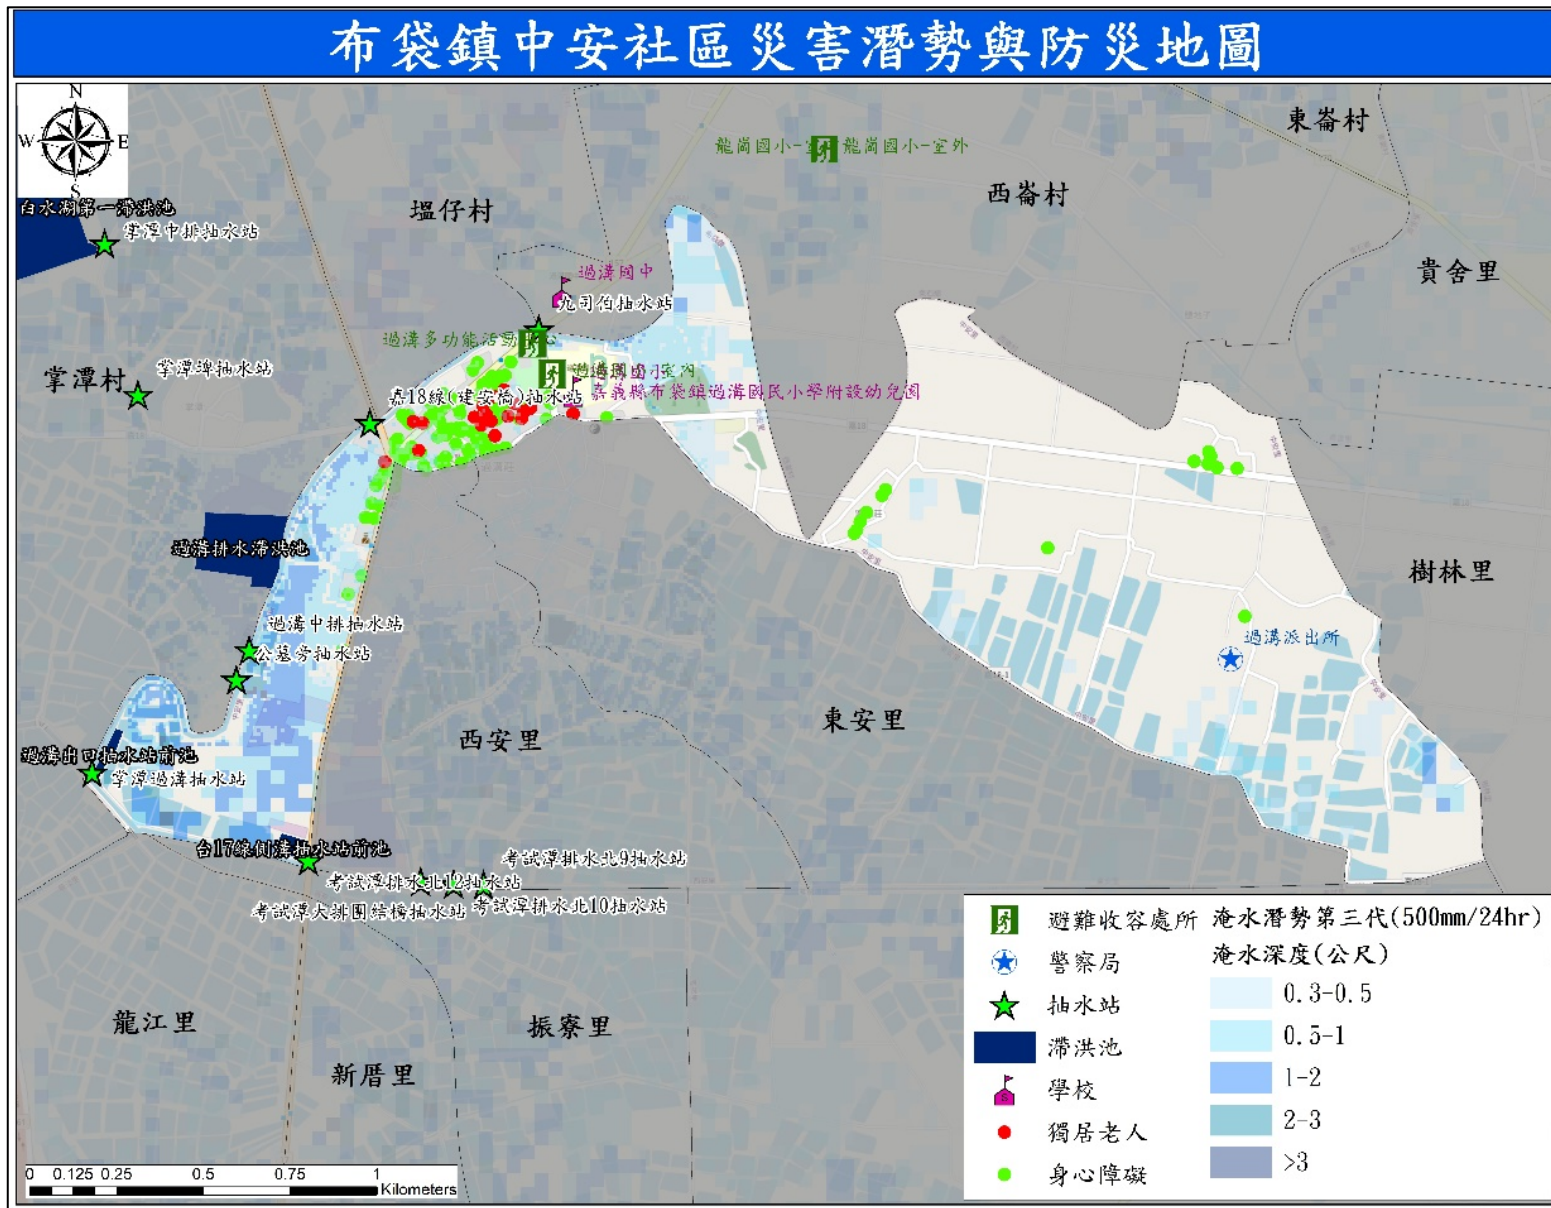 布袋鎮中安社區災害潛勢與防災地圖
N
W
E
S
東崙村
龍崗國小-室
龍崗國小-室外
西崙村
塭仔村
白水湖第一滯洪池
掌潭中排抽水站
貴舍里
過溝國中
九司伯抽水站
過溝多功能活動中心
掌潭村
掌潭埤抽水站
嘉義縣布袋鎮過溝國民小學附設幼兒園
嘉18線(建安橋)抽水站
過溝排水滯洪池
樹林里
過溝中排抽水站
公墓旁抽水站
過溝派出所
東安里
西安里
過溝出口抽水站前池
掌潭過溝抽水站
台17線側溝抽水站前池
考試潭排水北9抽水站
考試潭排水北12抽水站
考試潭大排團結橋抽水站
考試潭排水北10抽水站
龍江里
振寮里
新厝里
避難收容處所
警察局
抽水站
滯洪池
學校
獨居老人
身心障礙
淹水潛勢第三代(500mm/24hr)
淹水深度(公尺)
0.3-0.5
0.5-1
1-2
2-3
>3
0 0.125 0.25 0.5 0.75 1
Kilometers